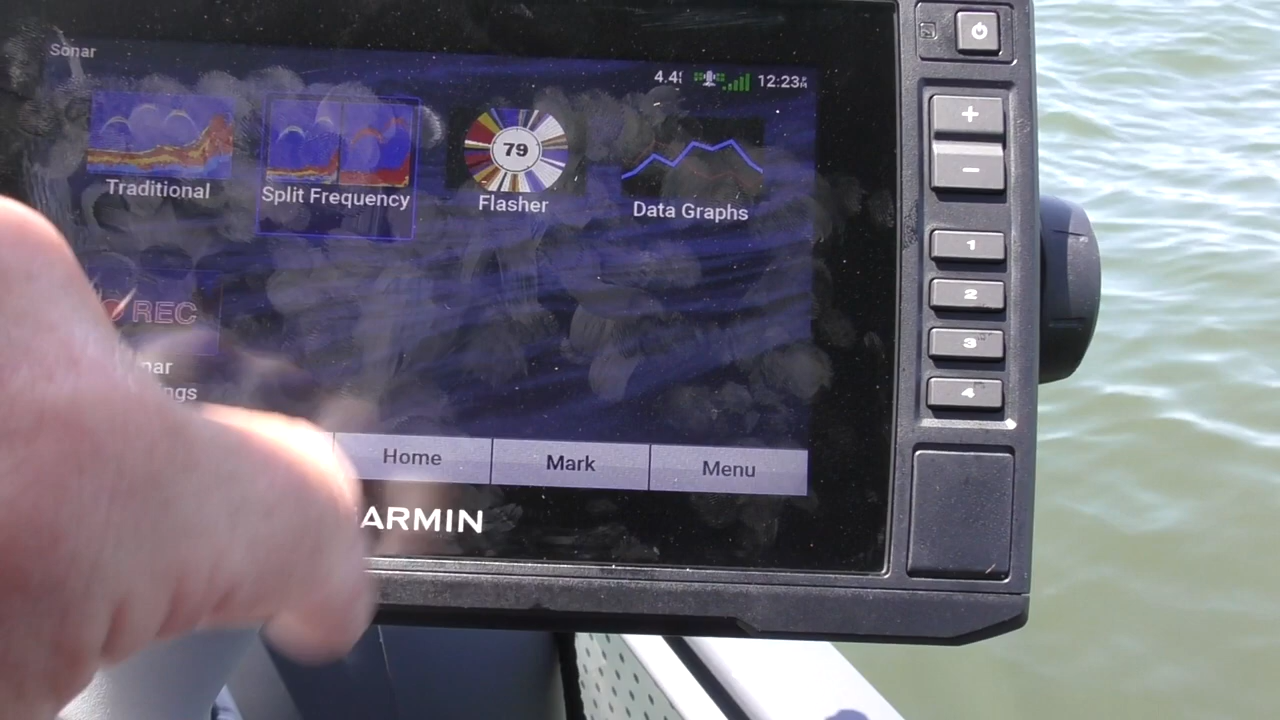 Sonar
4.4
12:23PM
Traditional
Split Frequency
79
Flasher
Data Graphs
REC
Home
Mark
Menu
ARMIN
+
-
1
2
3
4